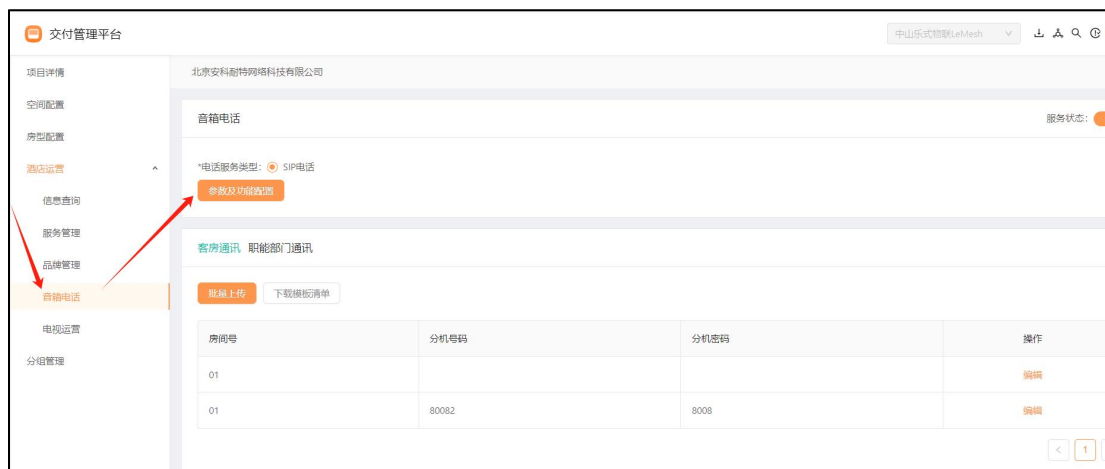 交付管理平台
中山乐式物联LeMesh
项目详情
北京安科耐特网络科技有限公司
空间配置
音箱电话
服务状态：
房型配置
*电话服务类型： SIP电话
酒店运营
参数及功能配置
信息查询
服务管理
客房通讯 职能部门通讯
品牌管理
音箱电话
批量上传 下载模板清单
电视运营
房间号 分机号码 分机密码 操作
分组管理
01 编辑
01 80082 8008 编辑
< 1